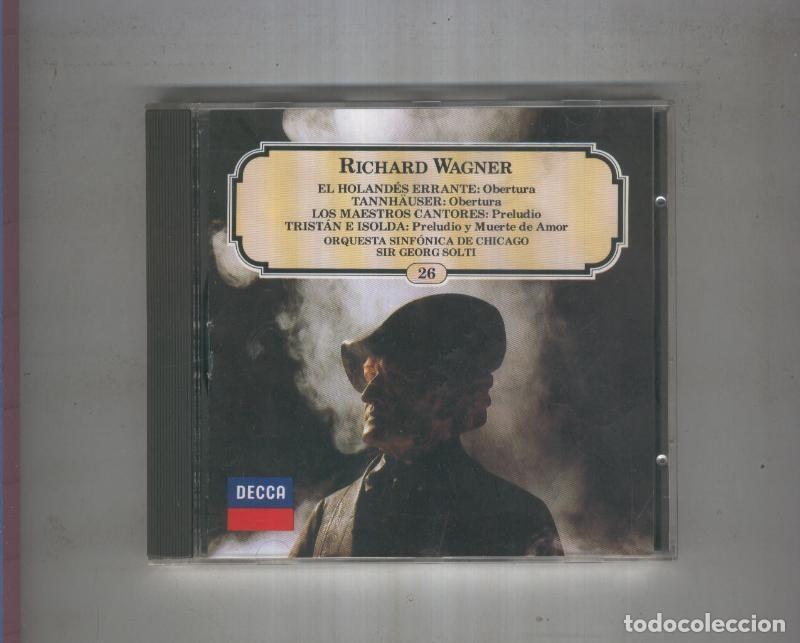 RICHARD WAGNER
EL HOLANDÉS ERRANTE: Obertura
TANNHÄUSER: Obertura
LOS MAESTROS CANTORES: Preludio
TRISTÁN E ISOLDA: Preludio y Muerte de Amor
ORQUESTA SINFÓNICA DE CHICAGO
SIR GEORG SOLTI
26
DECCA
todocoleccion